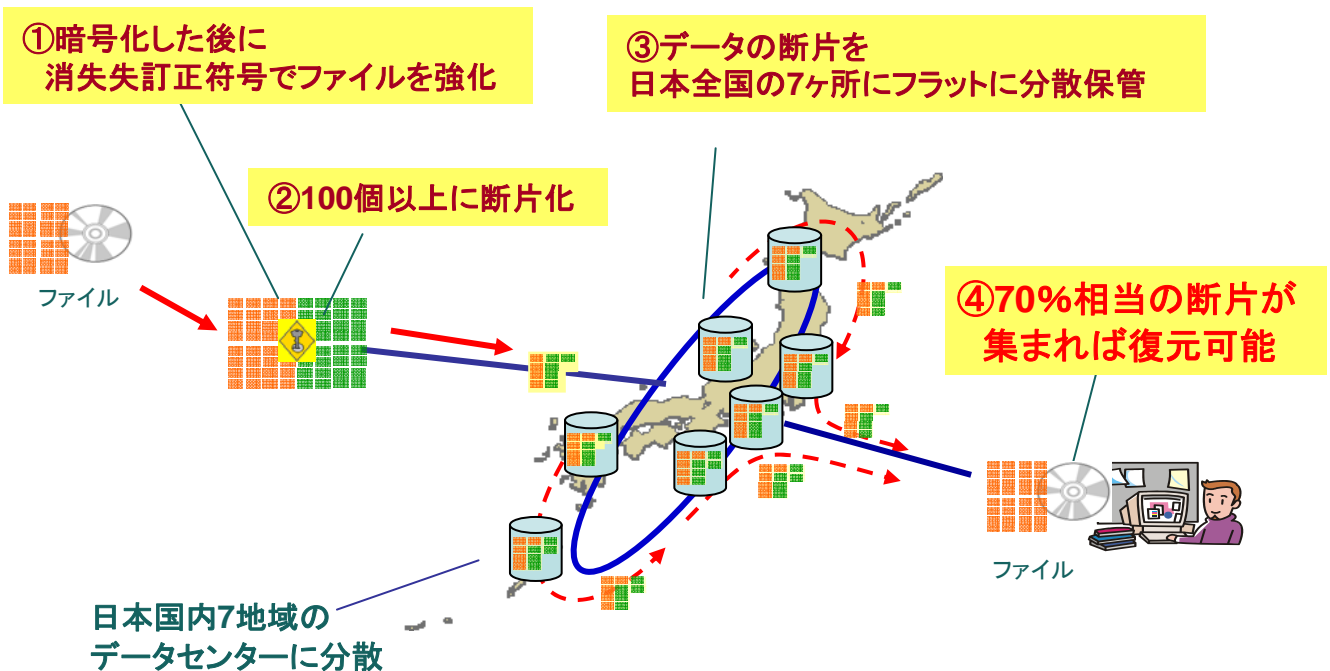 ①暗号化した後に
消失失訂正符号でファイルを強化
③データの断片を
日本全国の7ヶ所にフラットに分散保管
②100個以上に断片化
ファイル
④70%相当の断片が
集まれば復元可能
ファイル
日本国内7地域の
データセンターに分散